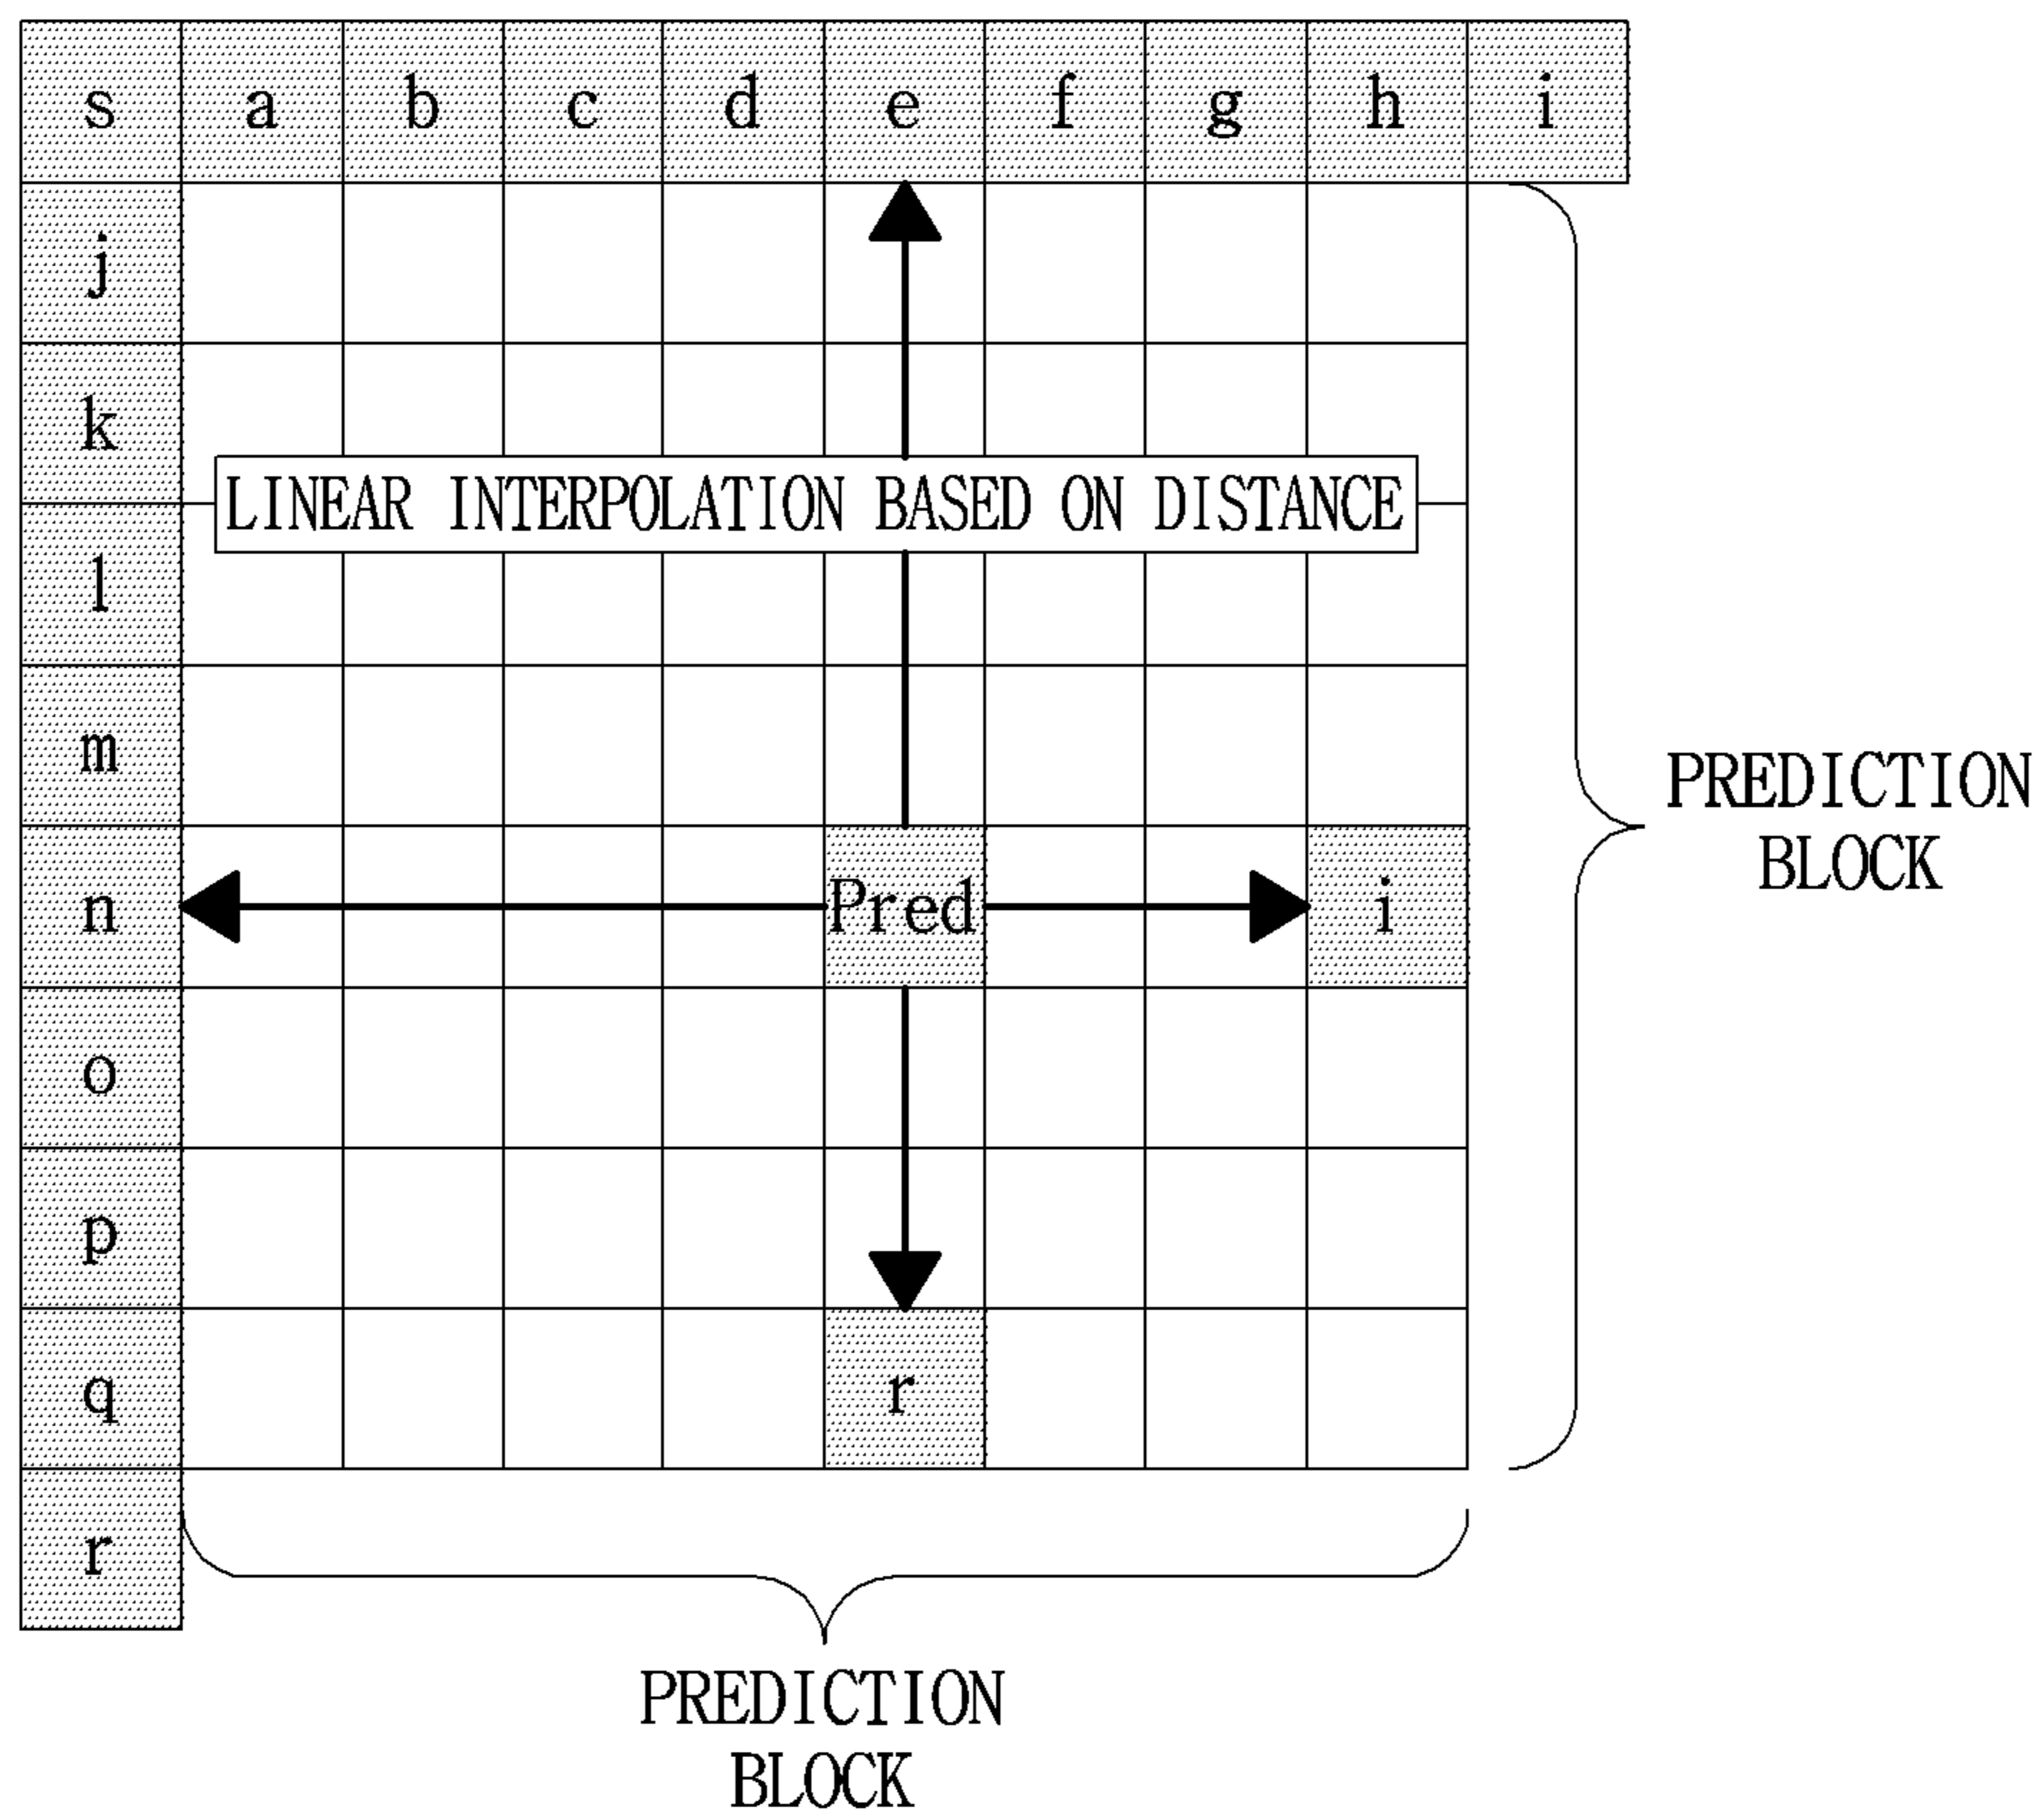 s a b c d e f g h i
j
k
LINEAR INTERPOLATION BASED ON DISTANCE
l
m
n Pred i
o
p
q r
r
PREDICTION
BLOCK
PREDICTION
BLOCK